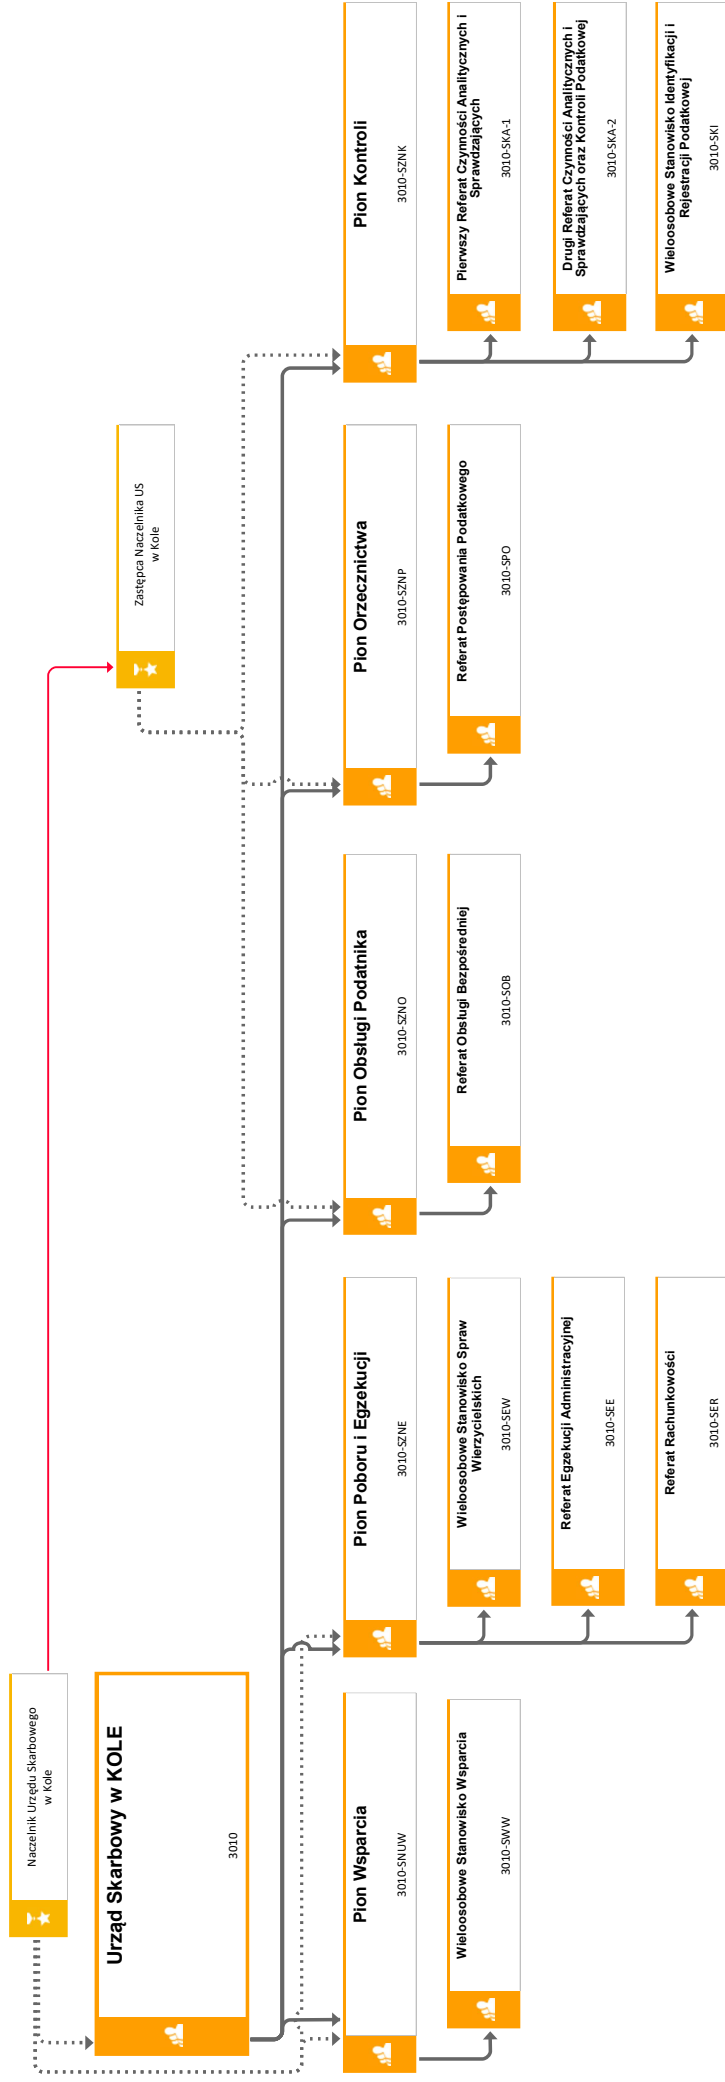 Naczelnik Urzędu Skarbowego
w Kole
Zastępca Naczelnika US
w Kole
Urząd Skarbowy w KOLE
3010
Pion Wsparcia
3010-SNUW
Wieloosobowe Stanowisko Wsparcia
3010-SWW
Pion Poboru i Egzekucji
3010-SZNE
Wieloosobowe Stanowisko Spraw
Wierzycielskich
3010-SEW
Referat Egzekucji Administracyjnej
3010-SEE
Referat Rachunkowości
3010-SER
Pion Obsługi Podatnika
3010-SZNO
Referat Obsługi Bezpośredniej
3010-SOB
Pion Orzecznictwa
3010-SZNP
Referat Postępowania Podatkowego
3010-SPO
Pion Kontroli
3010-SZNK
Pierwszy Referat Czynności Analitycznych i
Sprawdzających
3010-SKA-1
Drugi Referat Czynności Analitycznych i
Sprawdzających oraz Kontroli Podatkowej
3010-SKA-2
Wieloosobowe Stanowisko Identyfikacji i
Rejestracji Podatkowej
3010-SKI